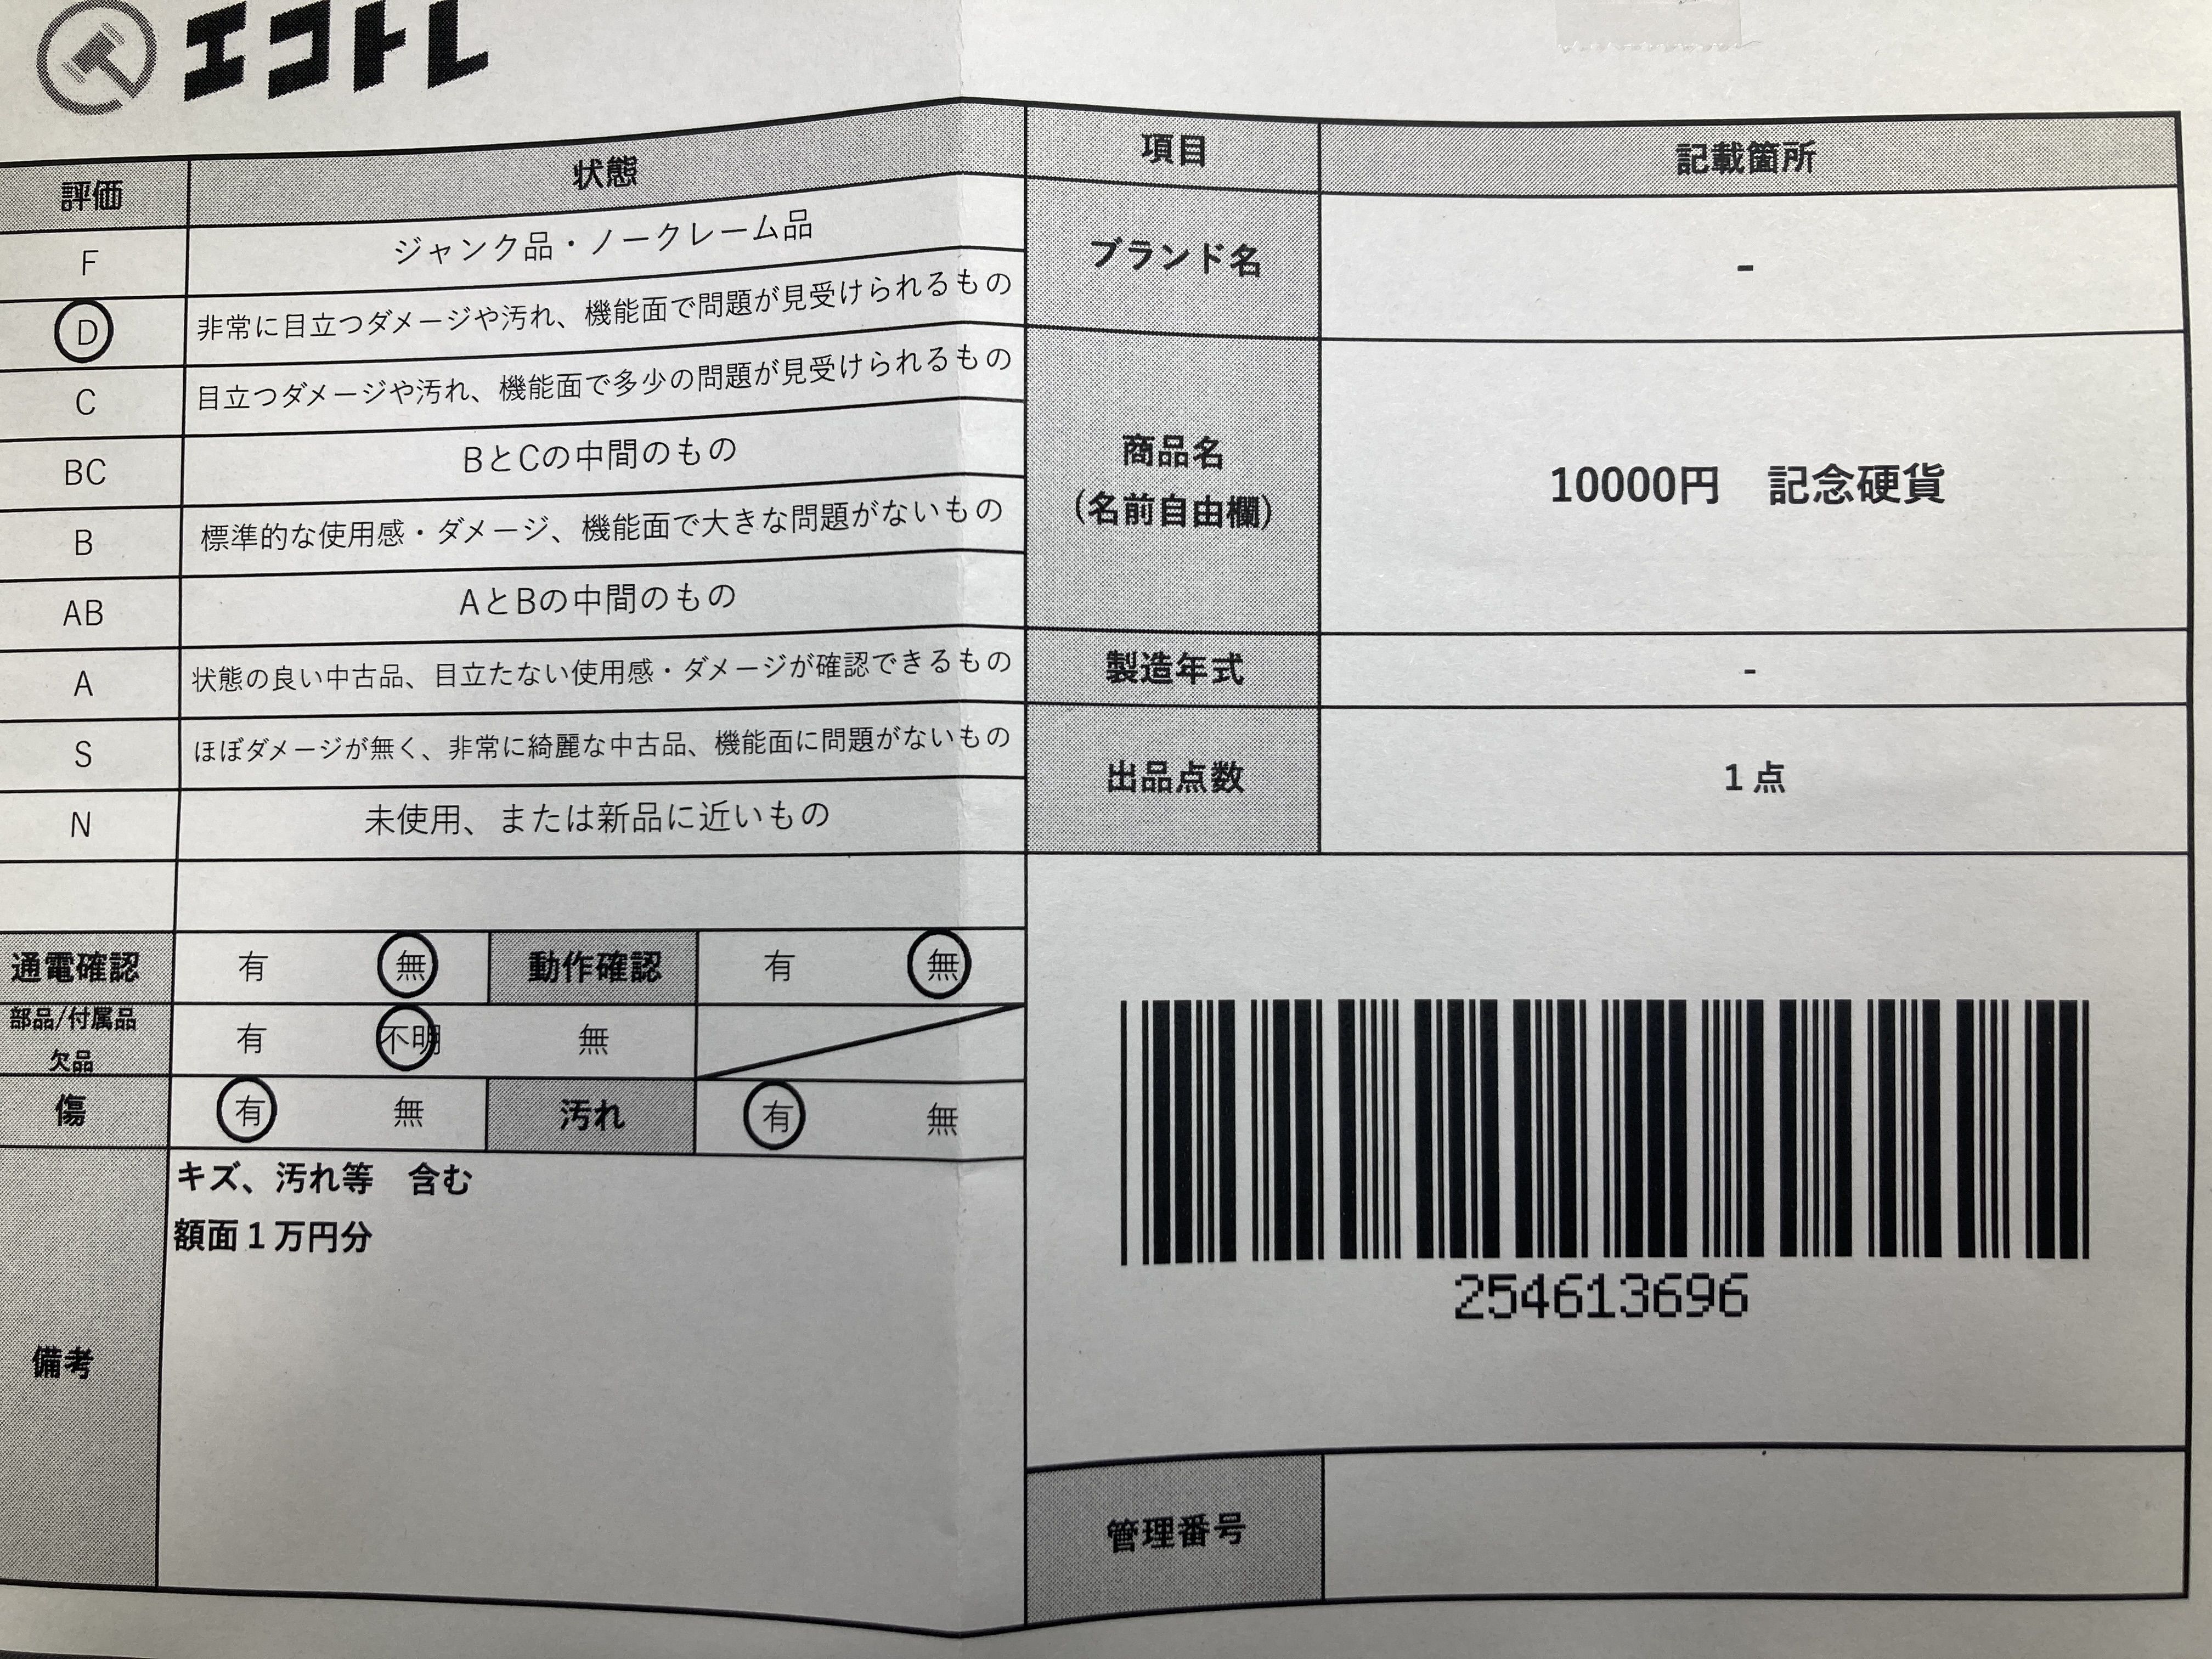 エコトレ
評価 状態
F ジャンク品・ノークレーム品
D 非常に目立つダメージや汚れ、機能面で問題が見受けられるもの
C 目立つダメージや汚れ、機能面で多少の問題が見受けられるもの
BC BとCの中間のもの
B 標準的な使用感・ダメージ、機能面で大きな問題がないもの
AB AとBの中間のもの
A 状態の良い中古品、目立たない使用感・ダメージが確認できるもの
S ほぼダメージが無く、非常に綺麗な中古品、機能面に問題がないもの
N 未使用、または新品に近いもの
通電確認 有 無 動作確認 有 無
部品/付属品
欠品 有 不明 無
傷 有 無 汚れ 有 無
備考
キズ、汚れ等　含む
額面１万円分
項目 記載箇所
ブランド名 -
商品名
(名前自由欄)
10000円　記念硬貨
製造年式 -
出品点数 1 点
254613696
管理番号